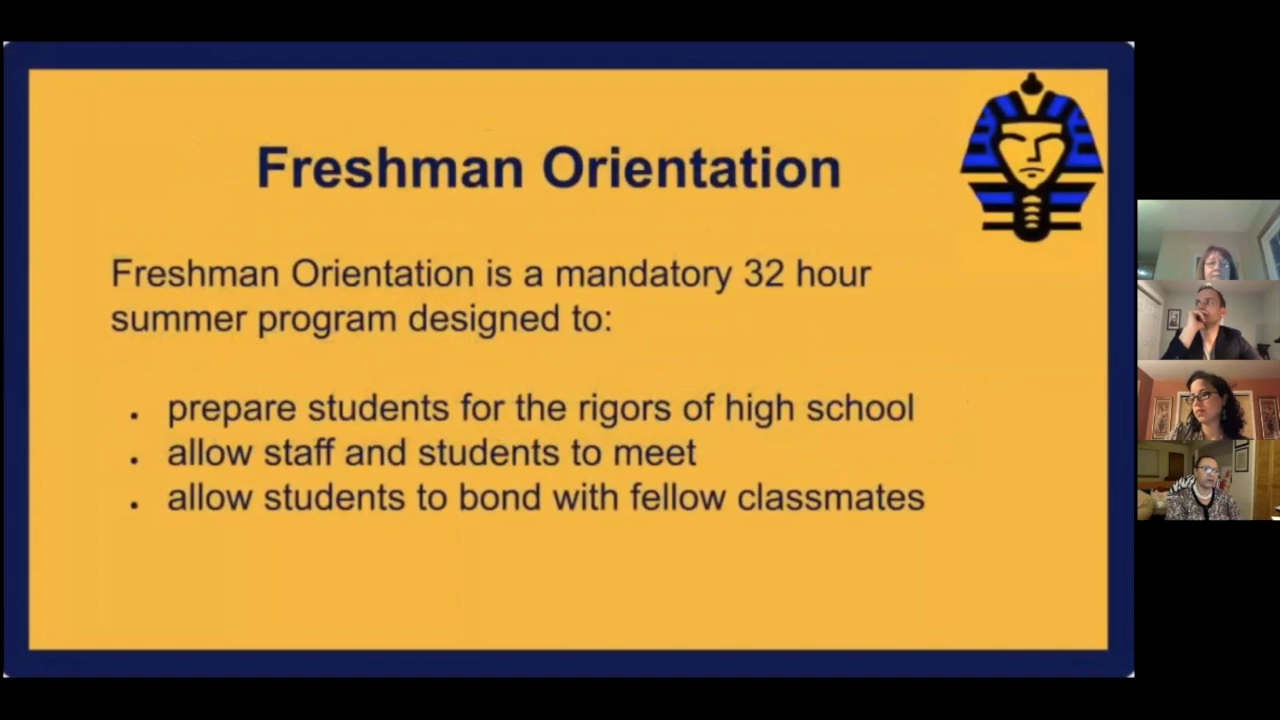 Freshman Orientation
Freshman Orientation is a mandatory 32 hour
summer program designed to:
. prepare students for the rigors of high school
. allow staff and students to meet
. allow students to bond with fellow classmates